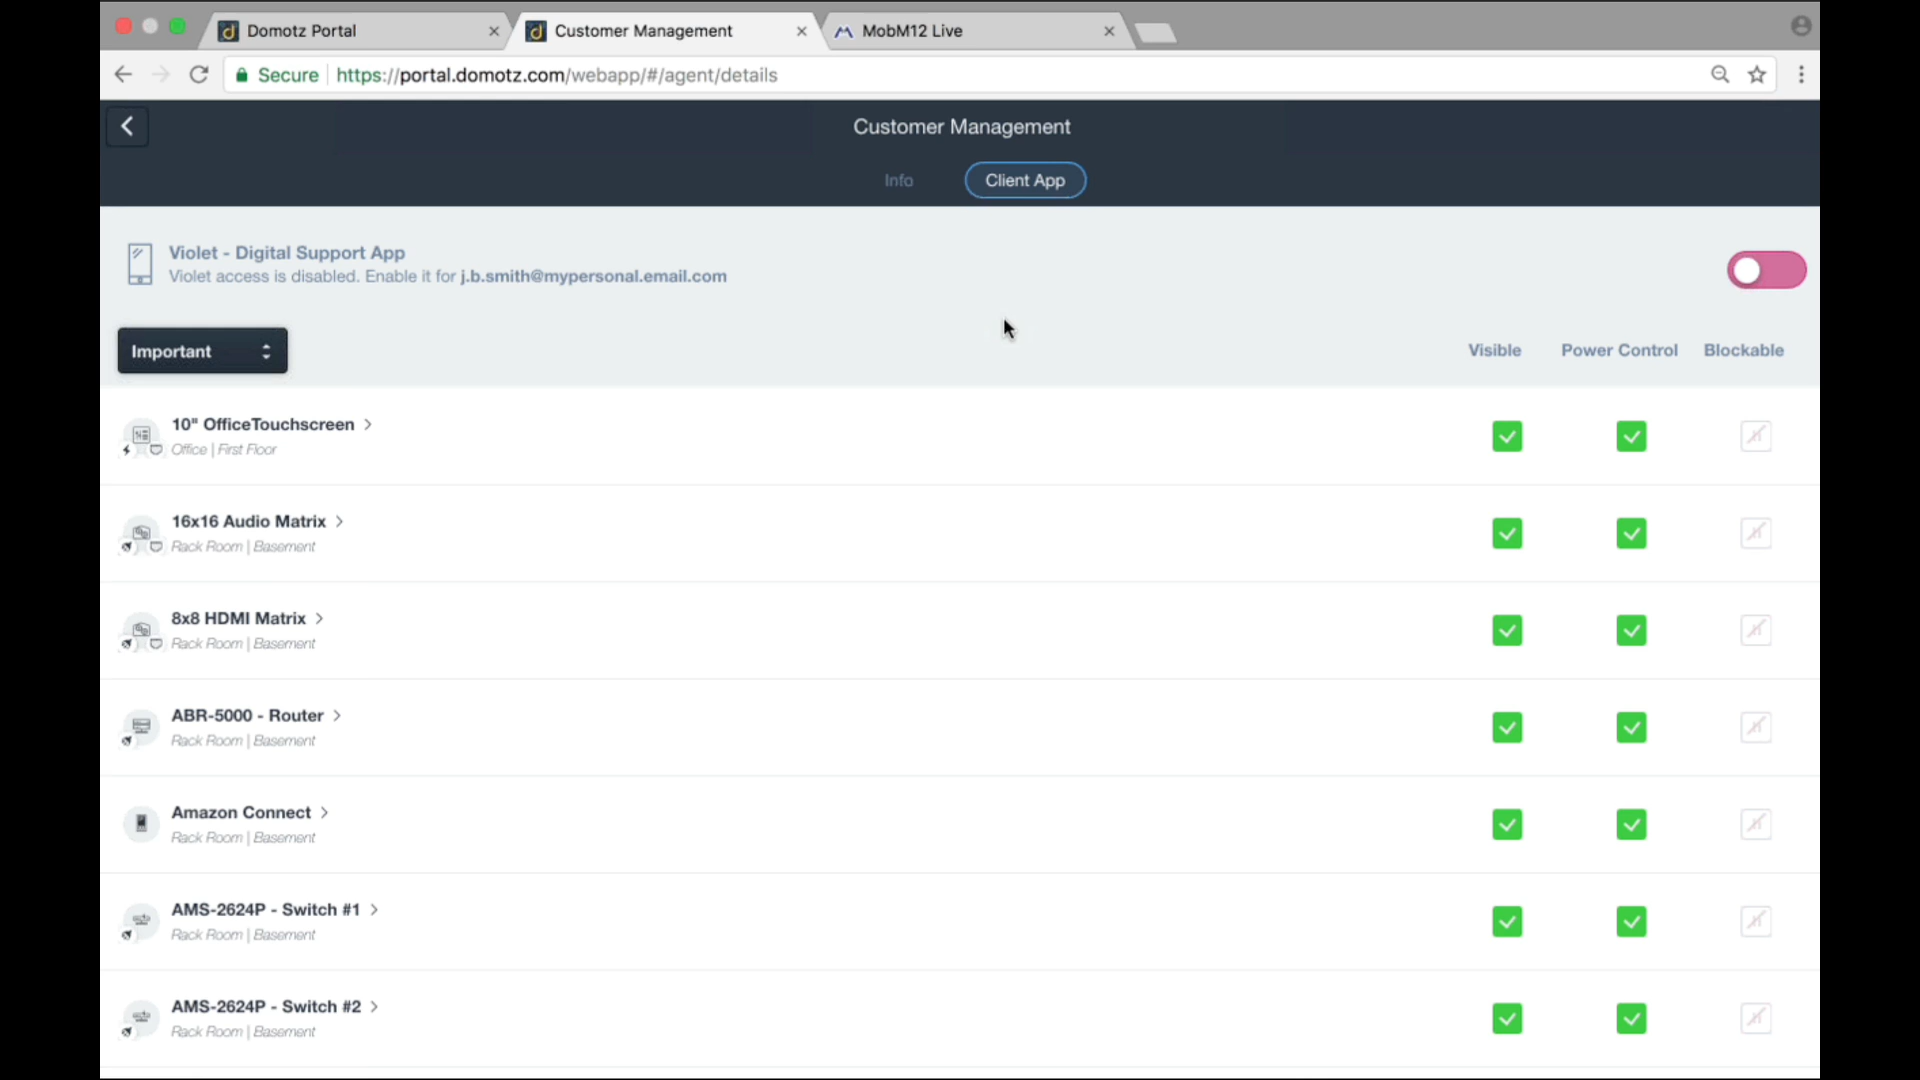 Domotz Portal
Customer Management
MobM12 Live
Secure https://portal.domotz.com/webapp/#/agent/details
Customer Management
Info
Client App
Violet - Digital Support App
Violet access is disabled. Enable it for j.b.smith@mypersonal.email.com
Important
Visible
Power Control
Blockable
10" OfficeTouchscreen
Office | First Floor
16x16 Audio Matrix
Rack Room | Basement
8x8 HDMI Matrix
Rack Room | Basement
ABR-5000 - Router
Rack Room | Basement
Amazon Connect
Rack Room | Basement
AMS-2624P - Switch #1
Rack Room | Basement
AMS-2624P - Switch #2
Rack Room | Basement